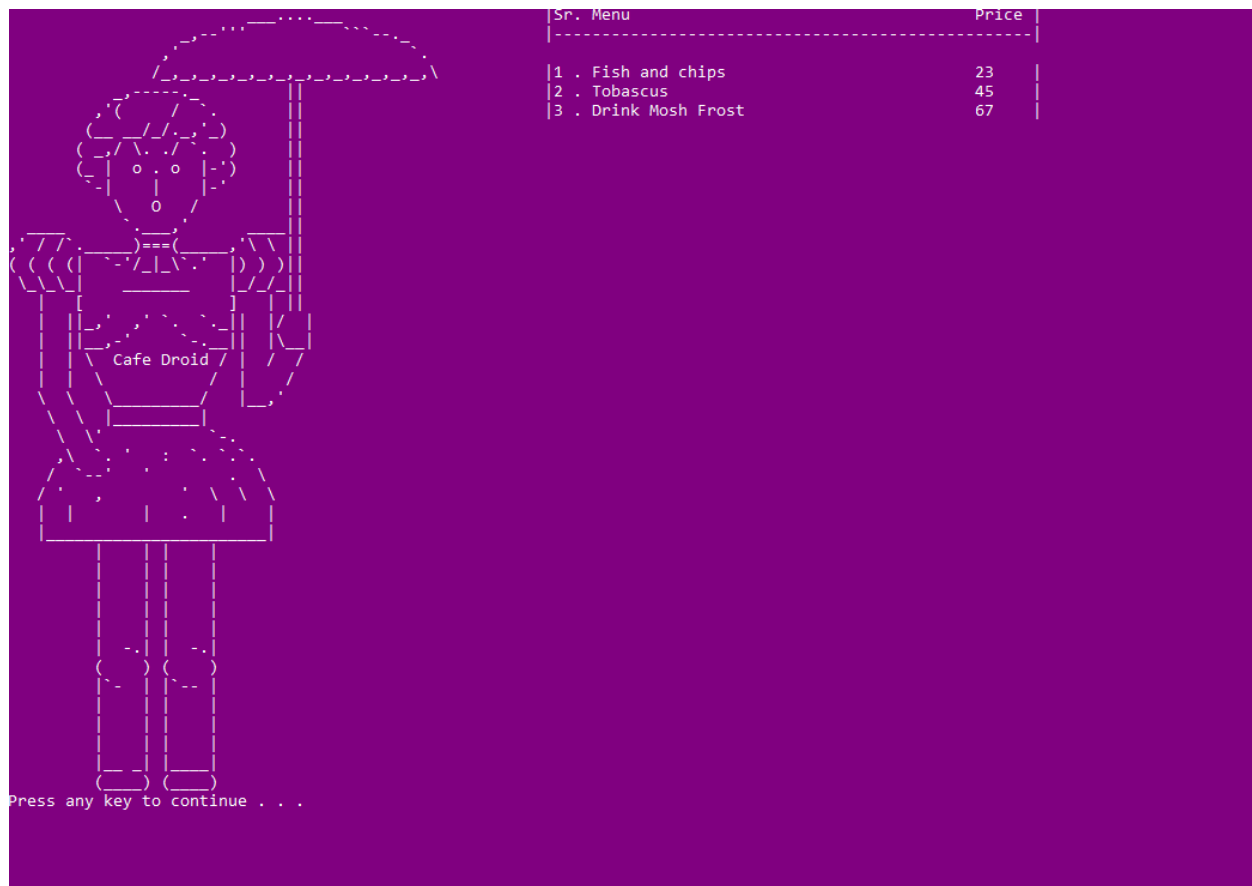 Sr. Menu Price
1 . Fish and chips 23
2 . Tobascus 45
3 . Drink Mosh Frost 67
Cafe Droid
Press any key to continue . . .